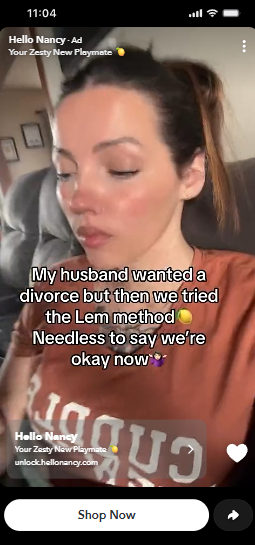 11:04
Hello Nancy · Ad
Your Zesty New Playmate 🍋
My husband wanted a
divorce but then we tried
the Lem method🍋
Needless to say we're
okay now🤷🏻‍♀️
Hello Nancy
Your Zesty New Playmate 🍋
unlock.hellonancy.com
Shop Now